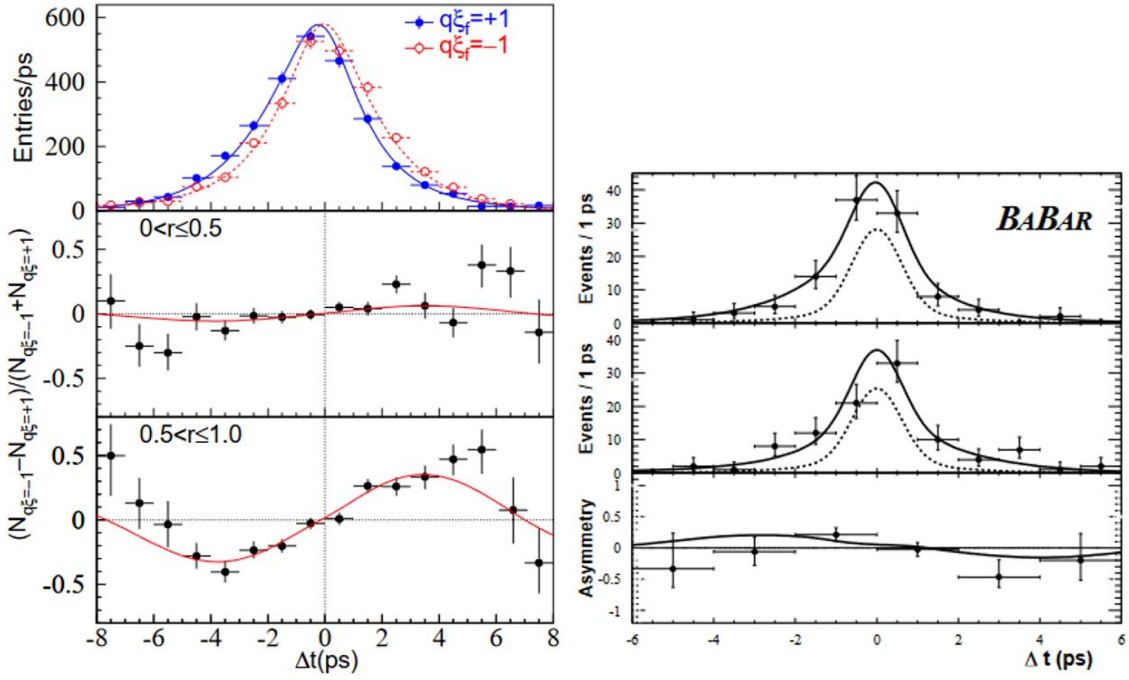 qξf=+1
qξf=−1
Entries/ps
600
400
200
0
0<r≤0.5
(Nqξ=−1−Nqξ=+1)/(Nqξ=−1+Nqξ=+1)
0.5
0
-0.5
0.5<r≤1.0
0.5
0
-0.5
-8 -6 -4 -2 0 2 4 6 8
Δt(ps)
BABAR
Events / 1 ps
40
30
20
10
0
Events / 1 ps
40
30
20
10
0
Asymmetry
1
0.5
0
-0.5
-1
-6 -4 -2 0 2 4 6
Δ t (ps)